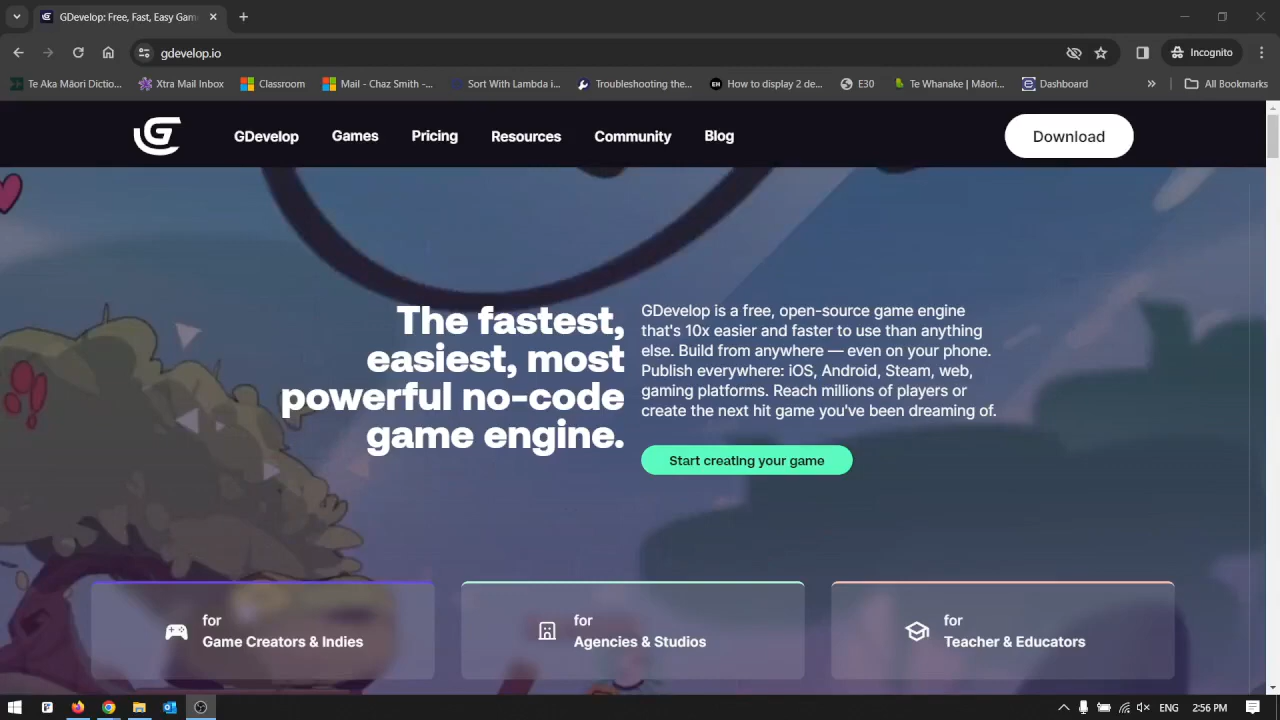 GDevelop: Free, Fast, Easy Gam
gdevelop.io
Incognito
Te Aka Māori Dictio...
Xtra Mail Inbox
Classroom
Mail - Chaz Smith -...
Sort With Lambda i...
Troubleshooting the...
How to display 2 de...
E30
Te Whanake | Māori...
Dashboard
All Bookmarks
GDevelop
Games
Pricing
Resources
Community
Blog
Download
The fastest,
easiest, most
powerful no-code
game engine.
GDevelop is a free, open-source game engine
that's 10x easier and faster to use than anything
else. Build from anywhere — even on your phone.
Publish everywhere: iOS, Android, Steam, web,
gaming platforms. Reach millions of players or
create the next hit game you've been dreaming of.
Start creating your game
for
Game Creators & Indies
for
Agencies & Studios
for
Teacher & Educators
ENG
2:56 PM